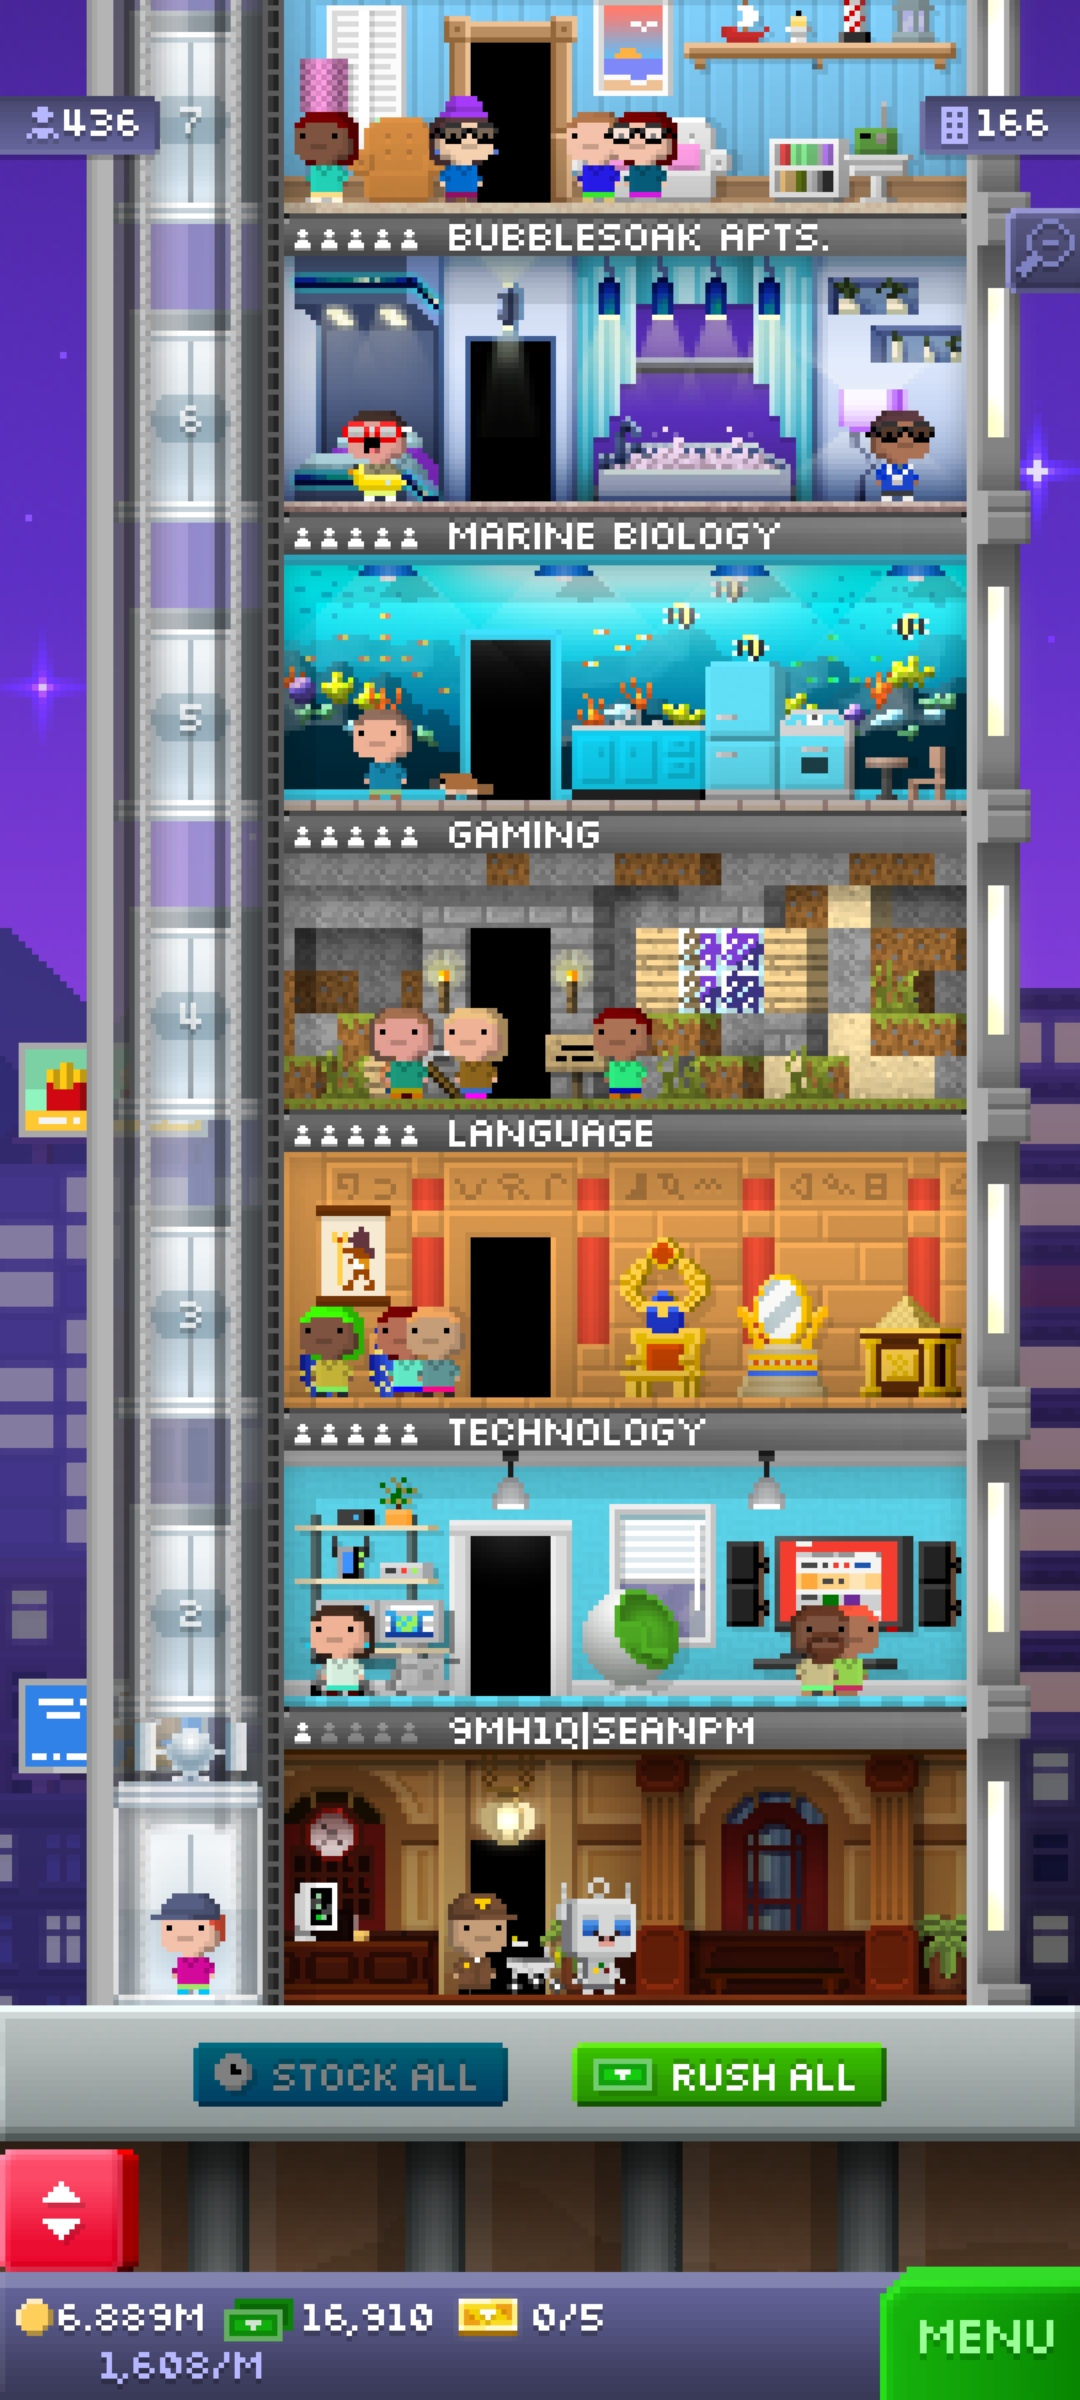 7
436
166
BUBBLESOAK APTS.
6
MARINE BIOLOGY
5
GAMING
4
LANGUAGE
3
TECHNOLOGY
2
9MH1Q|SEANPM
STOCK ALL
RUSH ALL
6.889M 16,910 0/5
1,608/M
MENU